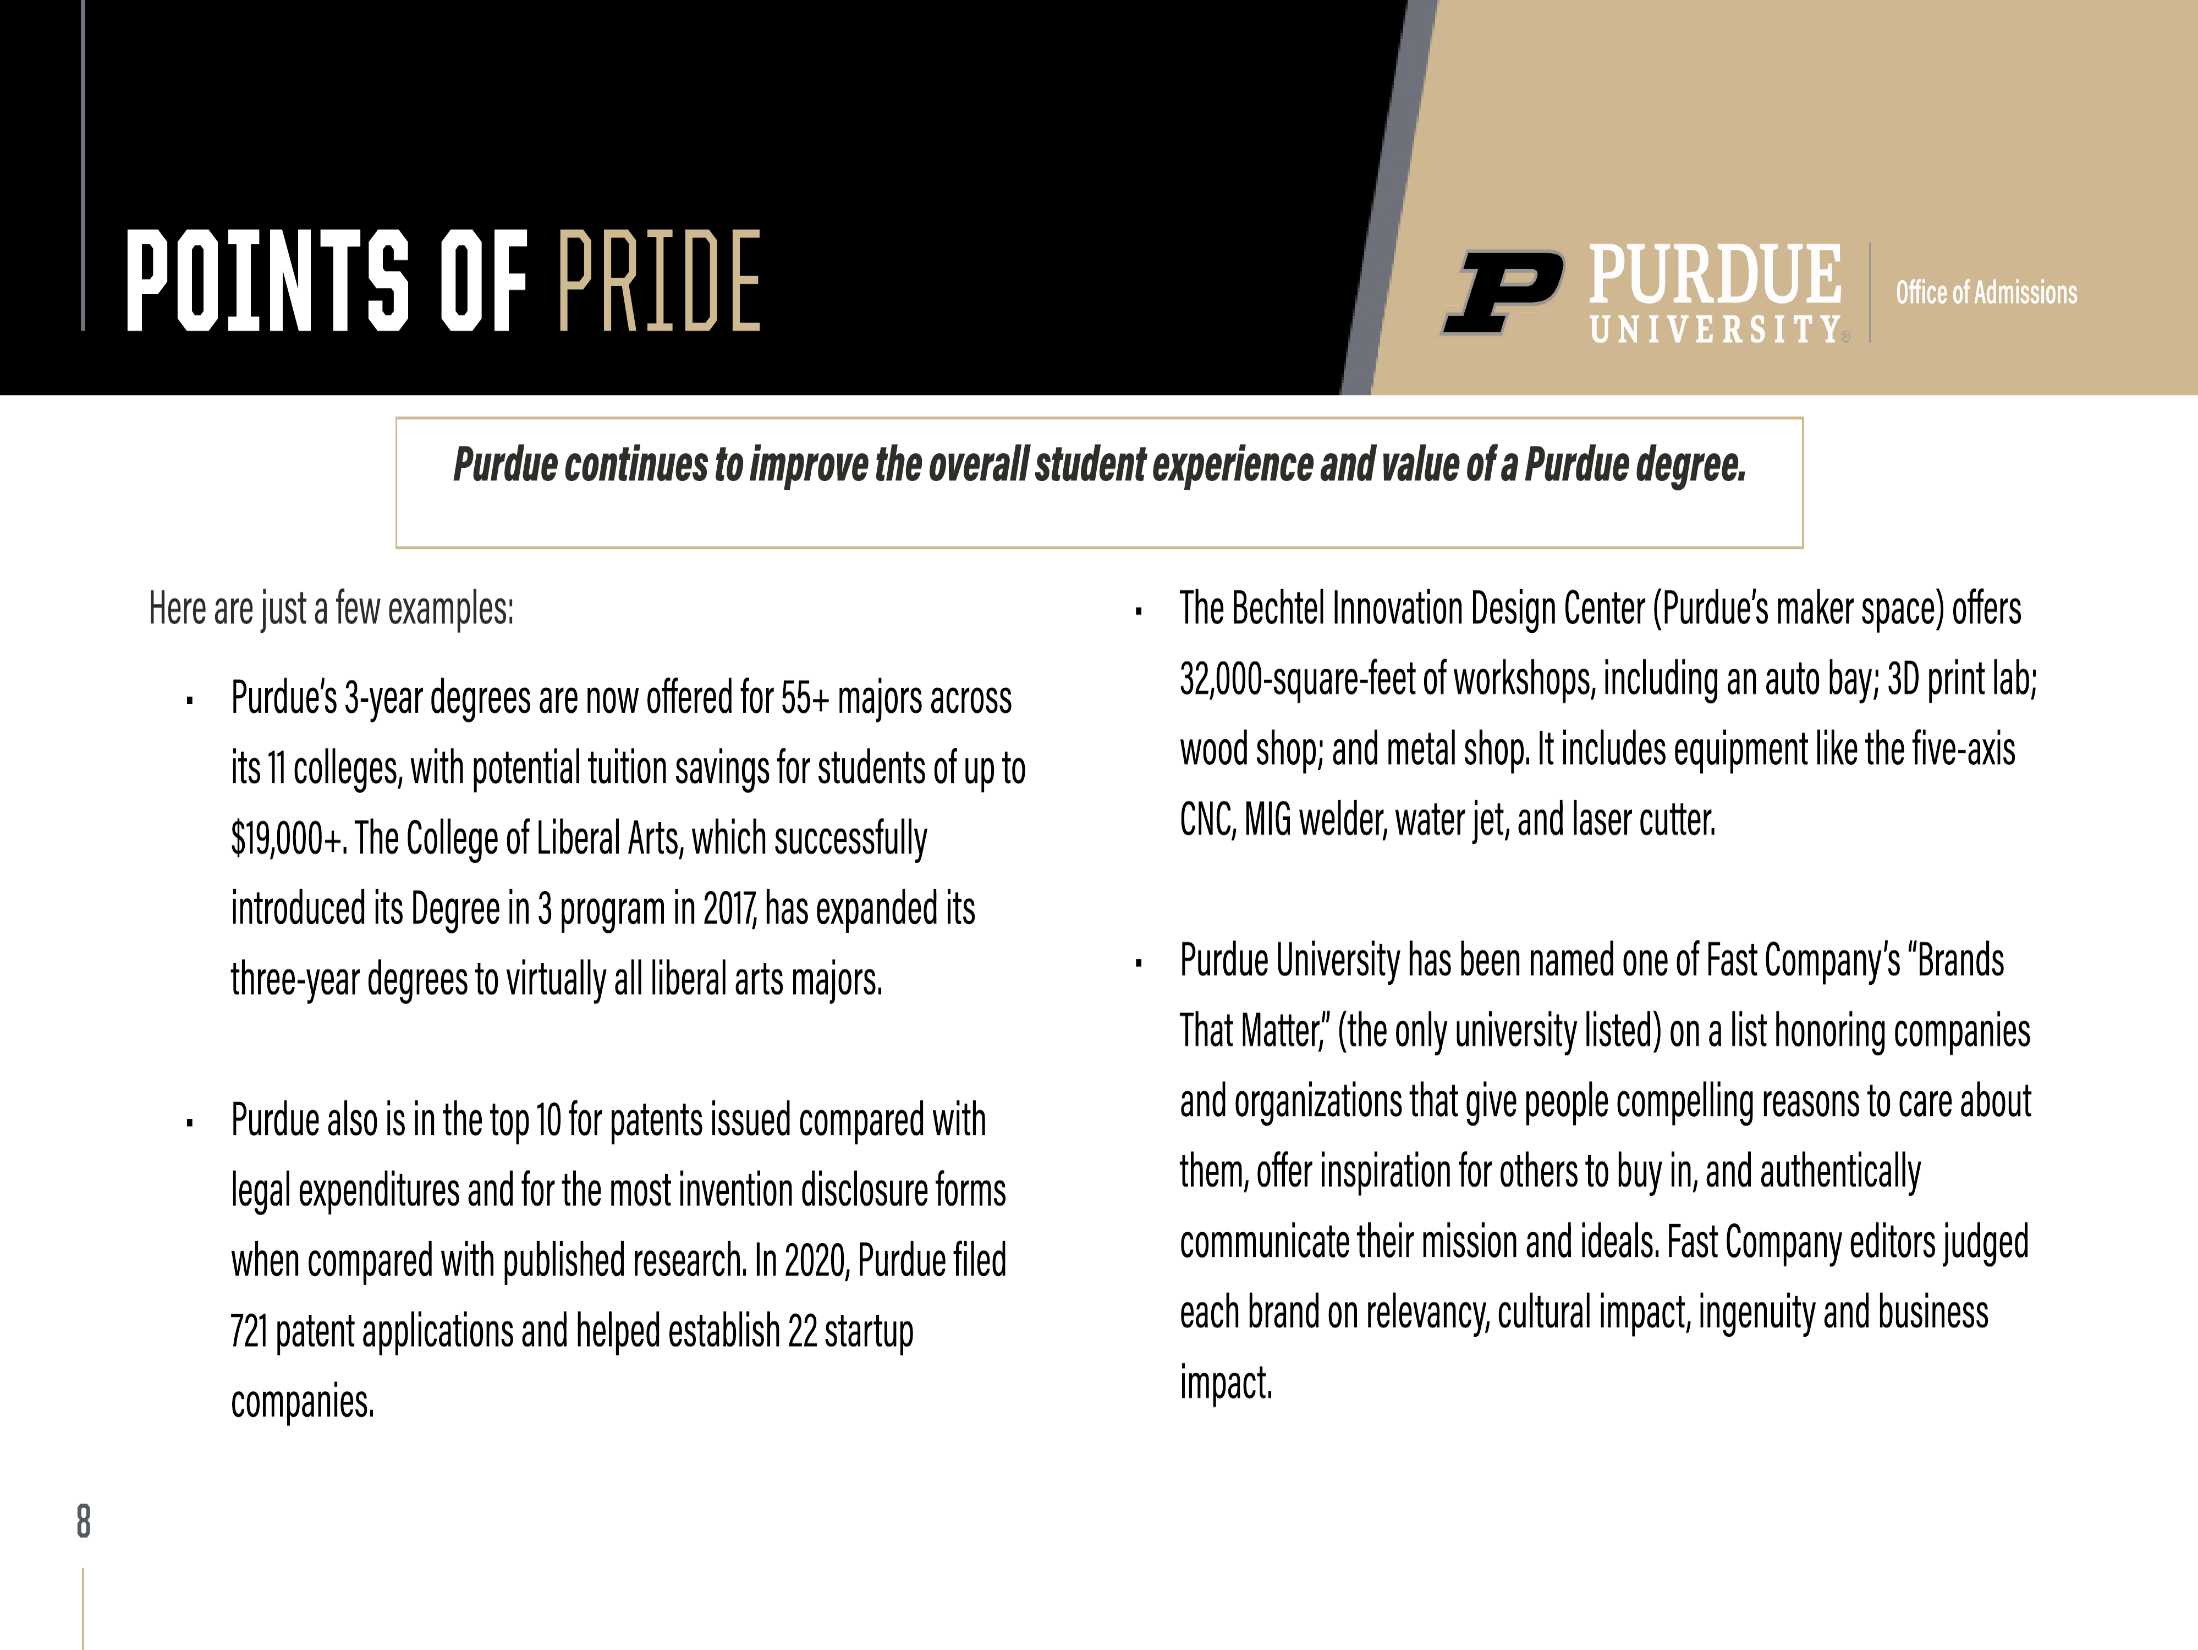 POINTS OF PRIDE
P PURDUE
UNIVERSITY®
Office of Admissions
Purdue continues to improve the overall student experience and value of a Purdue degree.
Here are just a few examples:
▪ Purdue’s 3-year degrees are now offered for 55+ majors across
its 11 colleges, with potential tuition savings for students of up to
$19,000+. The College of Liberal Arts, which successfully
introduced its Degree in 3 program in 2017, has expanded its
three-year degrees to virtually all liberal arts majors.
▪ Purdue also is in the top 10 for patents issued compared with
legal expenditures and for the most invention disclosure forms
when compared with published research. In 2020, Purdue filed
721 patent applications and helped establish 22 startup
companies.
▪ The Bechtel Innovation Design Center (Purdue’s maker space) offers
32,000-square-feet of workshops, including an auto bay; 3D print lab;
wood shop; and metal shop. It includes equipment like the five-axis
CNC, MIG welder, water jet, and laser cutter.
▪ Purdue University has been named one of Fast Company’s “Brands
That Matter,” (the only university listed) on a list honoring companies
and organizations that give people compelling reasons to care about
them, offer inspiration for others to buy in, and authentically
communicate their mission and ideals. Fast Company editors judged
each brand on relevancy, cultural impact, ingenuity and business
impact.
8